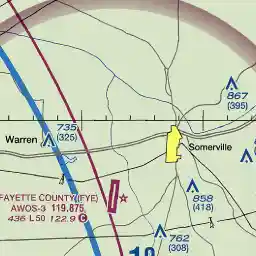 867
(395)
735
(325)
Warren
Somerville
FAYETTE COUNTY (FYE)
AWOS-3 119.875
436 L 50 122.9 C
858
(418)
762
(308)